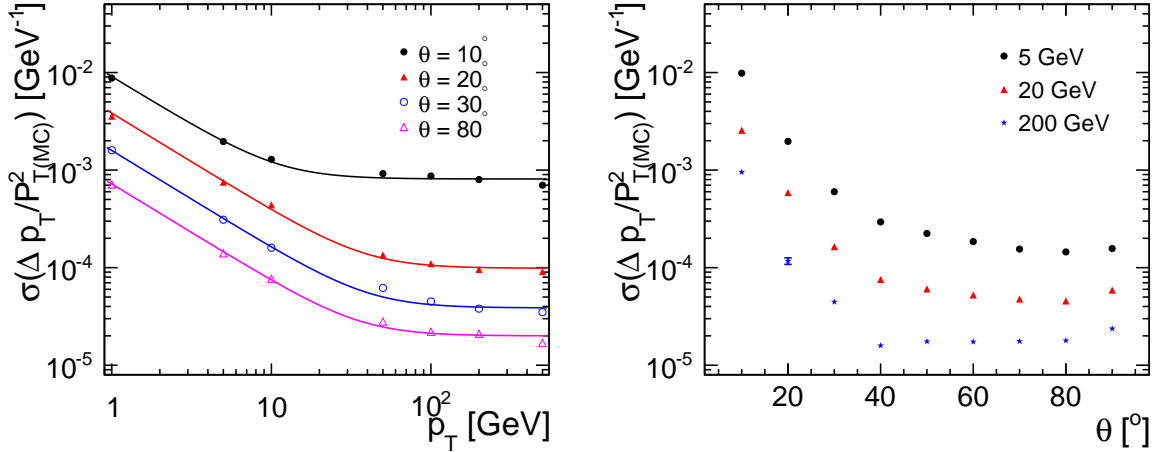 σ(Δ p_T/P²_T(MC)) [GeV⁻¹]
10⁻²
10⁻³
10⁻⁴
10⁻⁵
θ = 10°
θ = 20°
θ = 30°
θ = 80°
1
10
10²
p_T [GeV]
σ(Δ p_T/P²_T(MC)) [GeV⁻¹]
10⁻²
10⁻³
10⁻⁴
10⁻⁵
5 GeV
20 GeV
200 GeV
20
40
60
80
θ [°]